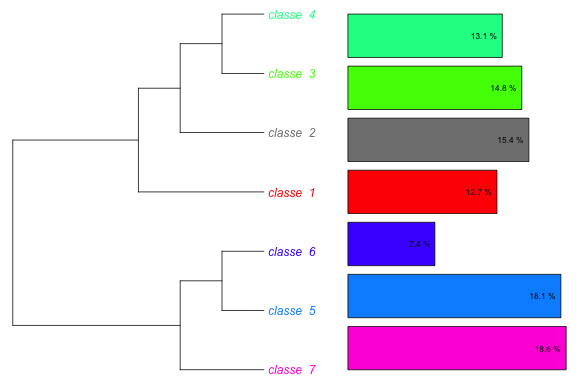 classe 4 13.1 %
classe 3 14.8 %
classe 2 15.4 %
classe 1 12.7 %
classe 6 7.4 %
classe 5 18.1 %
classe 7 18.6 %